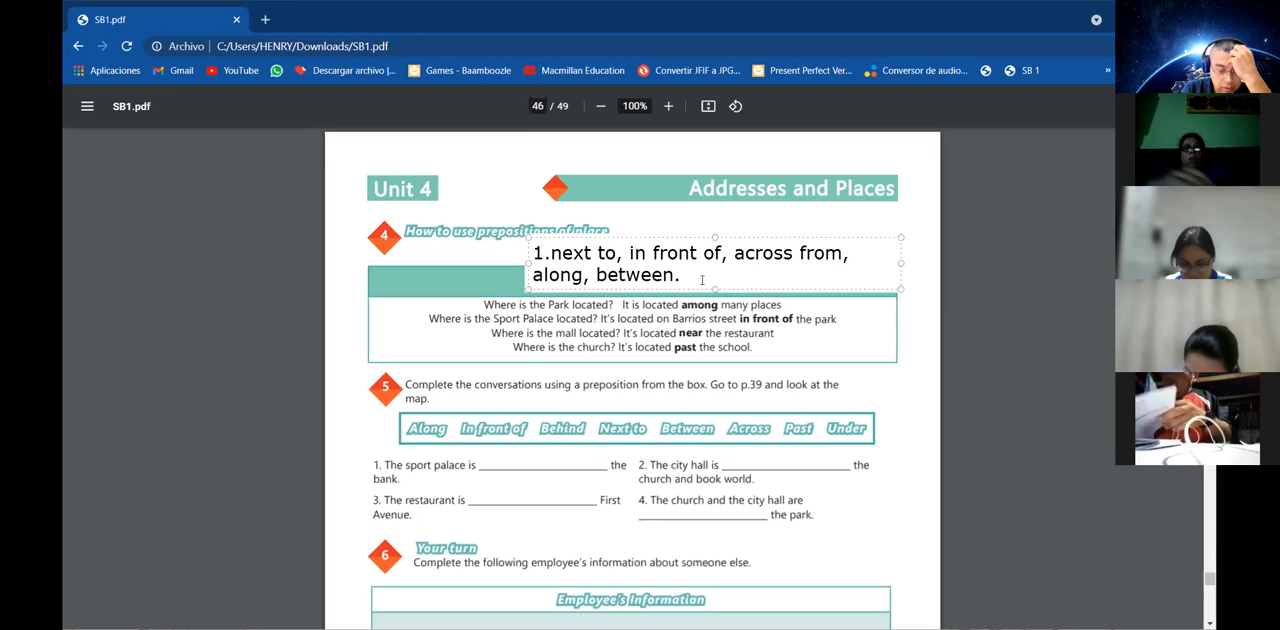 SB1.pdf
Archivo C:/Users/HENRY/Downloads/SB1.pdf
Aplicaciones Gmail YouTube Descargar archivo |... Games - Baamboozle Macmillan Education Convertir JFIF a JPG... Present Perfect Ver... Conversor de audio... SB 1 »
SB1.pdf 46 / 49 100%
Unit 4 Addresses and Places
4 How to use prepositions of place
1.next to, in front of, across from,
along, between.
Where is the Park located? It is located among many places
Where is the Sport Palace located? It's located on Barrios street in front of the park
Where is the mall located? It's located near the restaurant
Where is the church? It's located past the school.
5 Complete the conversations using a preposition from the box. Go to p.39 and look at the
map.
Along In front of Behind Next to Between Across Past Under
1. The sport palace is ______________ the
bank.
2. The city hall is ______________ the
church and book world.
3. The restaurant is ______________ First
Avenue.
4. The church and the city hall are
______________ the park.
6 Your turn
Complete the following employee's information about someone else.
Employee's Information